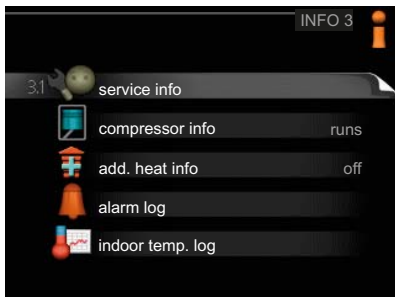 INFO 3
3.1 service info
compressor info runs
add. heat info off
alarm log
indoor temp. log